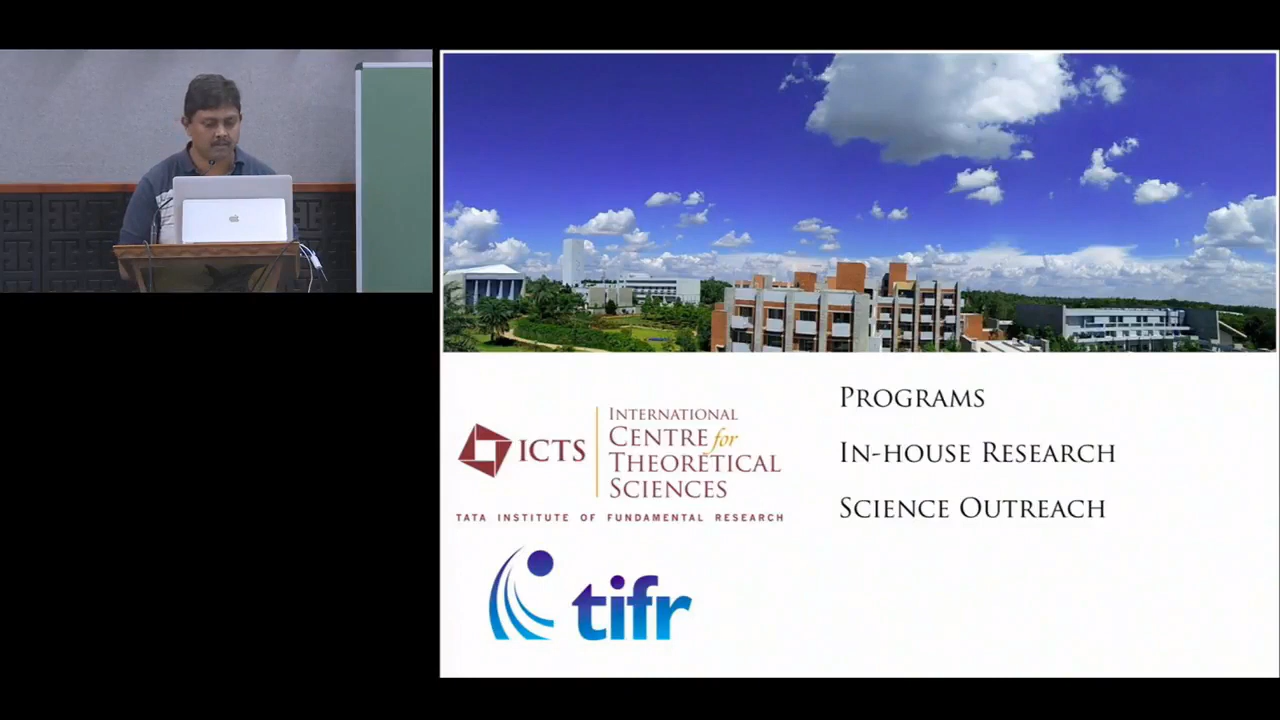 ICTS
INTERNATIONAL
CENTRE for
THEORETICAL
SCIENCES
TATA INSTITUTE OF FUNDAMENTAL RESEARCH
tifr
PROGRAMS
IN-HOUSE RESEARCH
SCIENCE OUTREACH